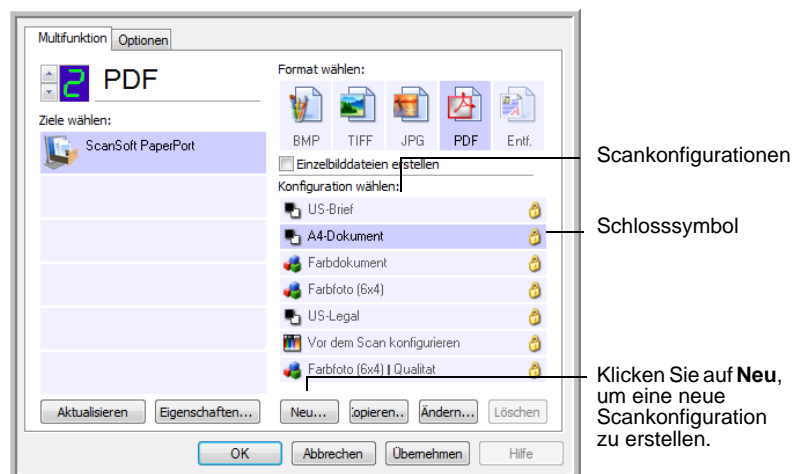 Multifunktion Optionen
2 PDF
Ziele wählen:
ScanSoft PaperPort
Format wählen:
BMP TIFF JPG PDF Entf.
Einzelbilddateien erstellen
Konfiguration wählen:
US-Brief
A4-Dokument
Farbdokument
Farbfoto (6x4)
US-Legal
Vor dem Scan konfigurieren
Farbfoto (6x4) | Qualitat
Aktualisieren Eigenschaften... Neu... opieren... Ändern... Löschen
OK Abbrechen Übernehmen Hilfe
Scankonfigurationen
Schlosssymbol
Klicken Sie auf Neu,
um eine neue
Scankonfiguration
zu erstellen.